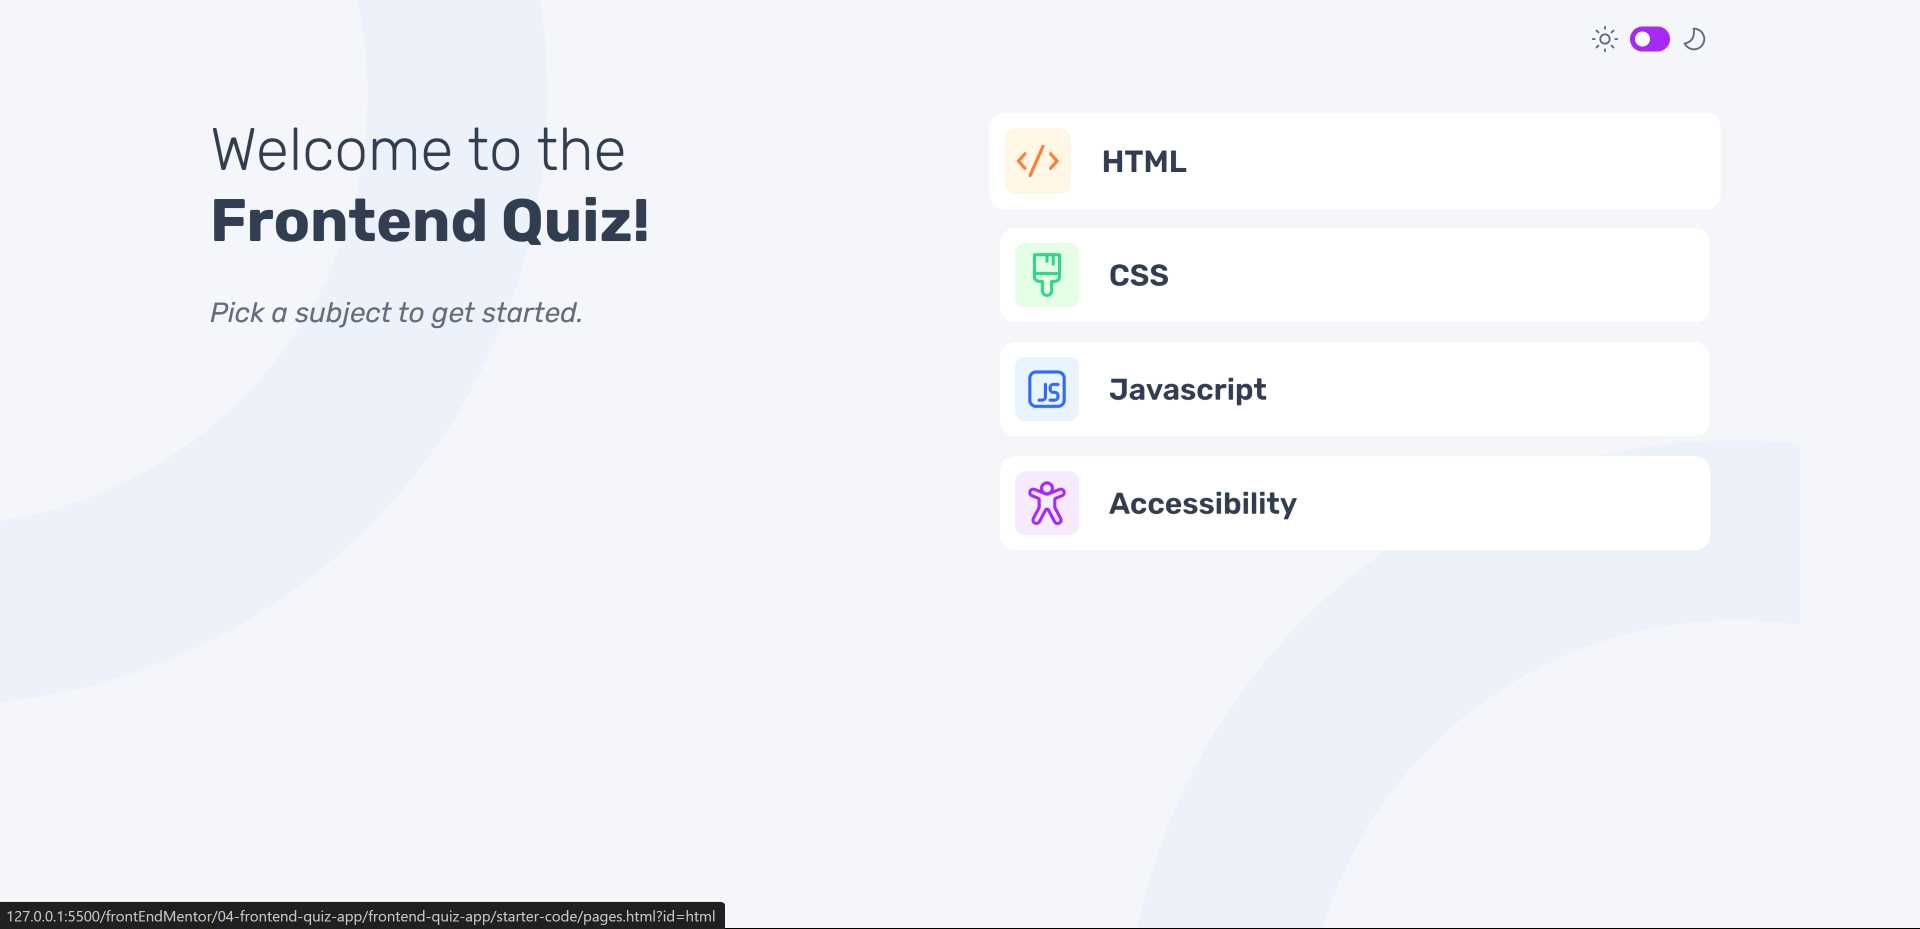 Welcome to the
Frontend Quiz!
Pick a subject to get started.
HTML
CSS
JS
Javascript
Accessibility
127.0.0.1:5500/frontEndMentor/04-frontend-quiz-app/frontend-quiz-app/starter-code/pages.html?id=html